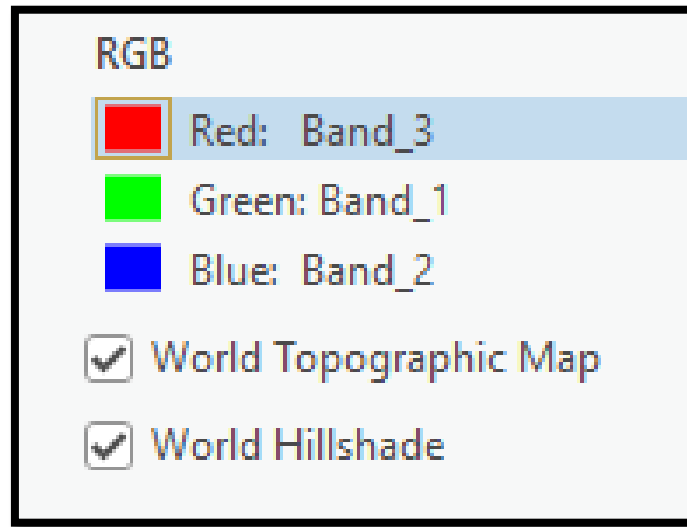 RGB
Red: Band_3
Green: Band_1
Blue: Band_2
World Topographic Map
World Hillshade